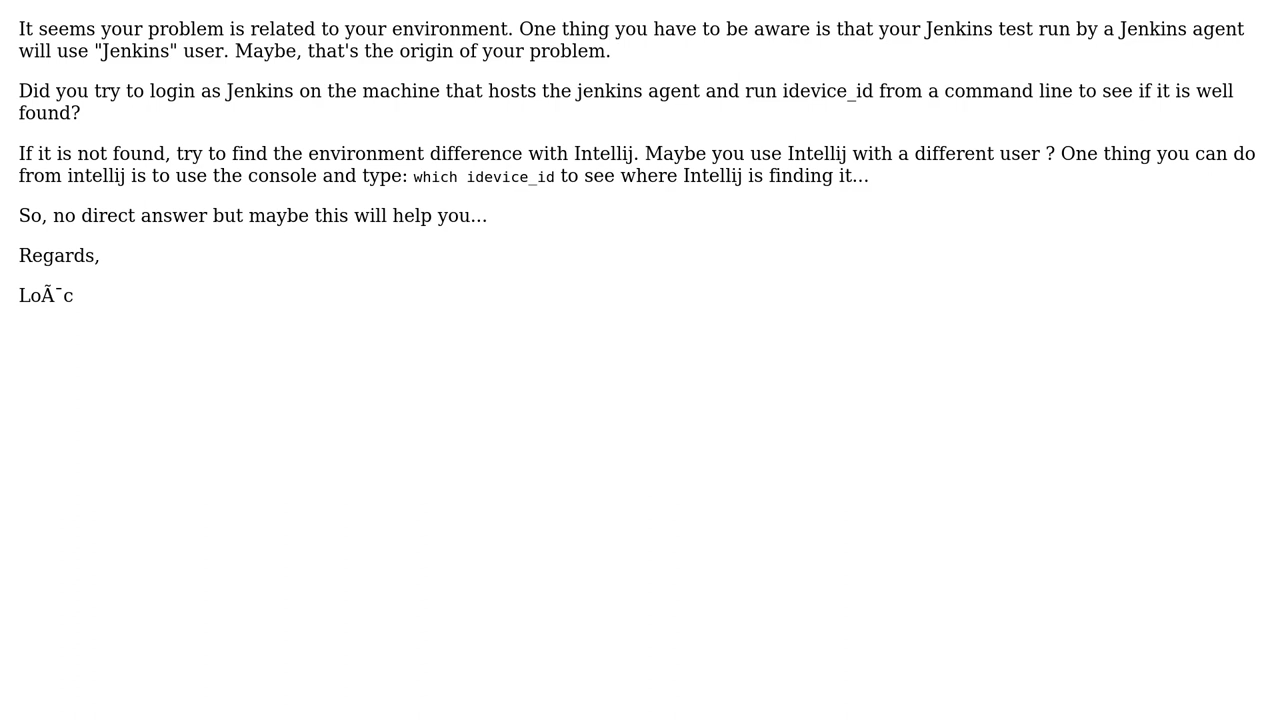 It seems your problem is related to your environment. One thing you have to be aware is that your Jenkins test run by a Jenkins agent
will use "Jenkins" user. Maybe, that's the origin of your problem.
Did you try to login as Jenkins on the machine that hosts the jenkins agent and run idevice_id from a command line to see if it is well
found?
If it is not found, try to find the environment difference with Intellij. Maybe you use Intellij with a different user ? One thing you can do
from intellij is to use the console and type: which idevice_id to see where Intellij is finding it...
So, no direct answer but maybe this will help you...
Regards,
LoÃ¯c